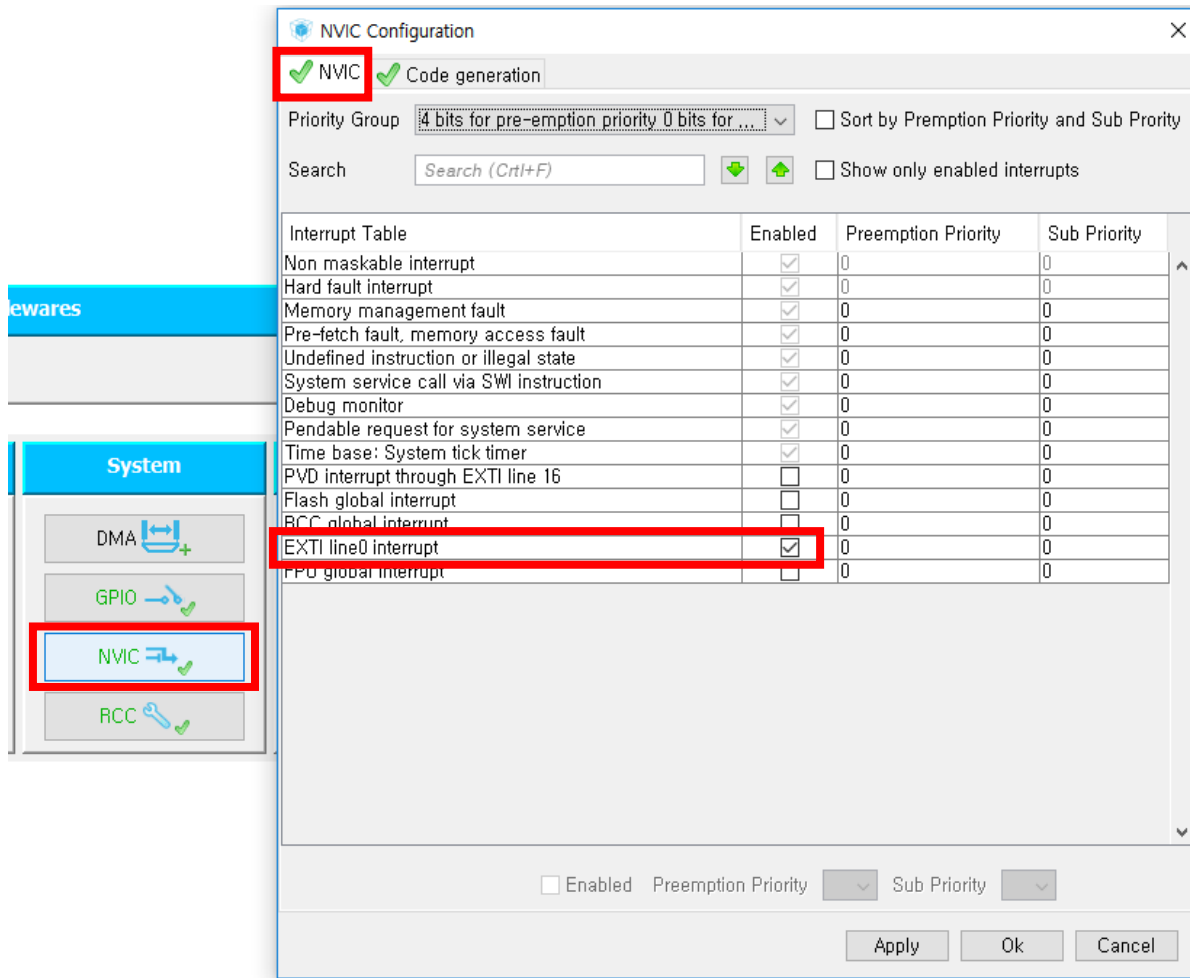 NVIC Configuration
NVIC
Code generation
Priority Group 4 bits for pre-emption priority 0 bits for ... Sort by Premption Priority and Sub Prority
Search Search (Crtl+F) Show only enabled interrupts
Interrupt Table Enabled Preemption Priority Sub Priority
Non maskable interrupt 0 0
Hard fault interrupt 0 0
Memory management fault 0 0
Pre-fetch fault, memory access fault 0 0
Undefined instruction or illegal state 0 0
System service call via SWI instruction 0 0
Debug monitor 0 0
Pendable request for system service 0 0
Time base: System tick timer 0 0
PVD interrupt through EXTI line 16 0 0
Flash global interrupt 0 0
RCC global interrupt 0 0
EXTI line0 interrupt 0 0
FPU global interrupt 0 0
Enabled Preemption Priority Sub Priority
Apply Ok Cancel
lewares
System
DMA
GPIO
NVIC
RCC